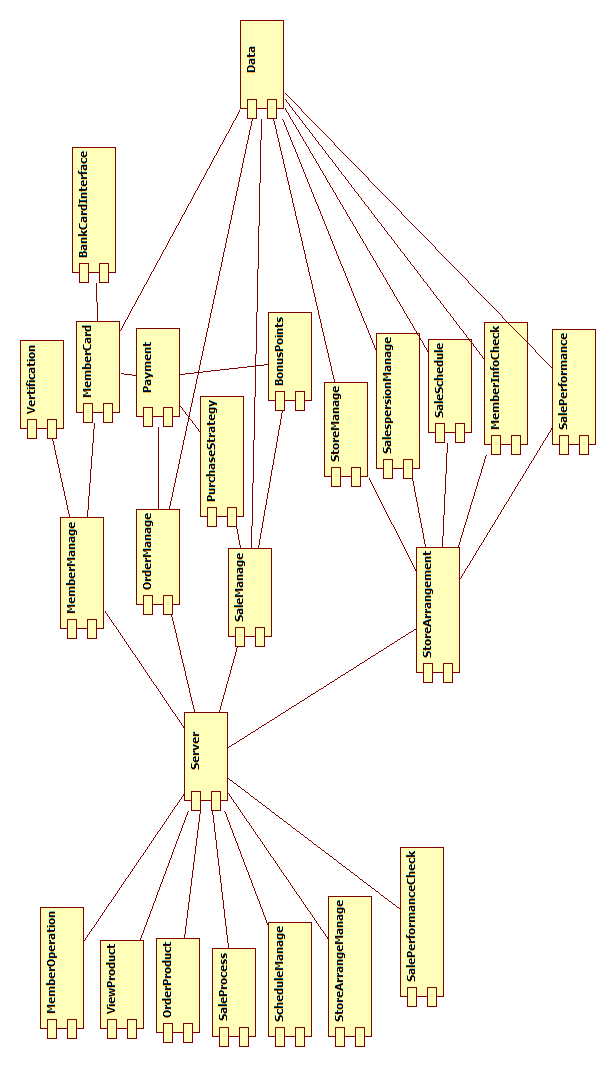 Data
BankCardInterface
Vertification
MemberCard
Payment
BonusPoints
PurchaseStrategy
StoreManage
SalespersionManage
SaleSchedule
MemberInfoCheck
SalePerformance
MemberManage
OrderManage
SaleManage
StoreArrangement
Server
MemberOperation
ViewProduct
OrderProduct
SaleProcess
ScheduleManage
StoreArrangeManage
SalePerformanceCheck